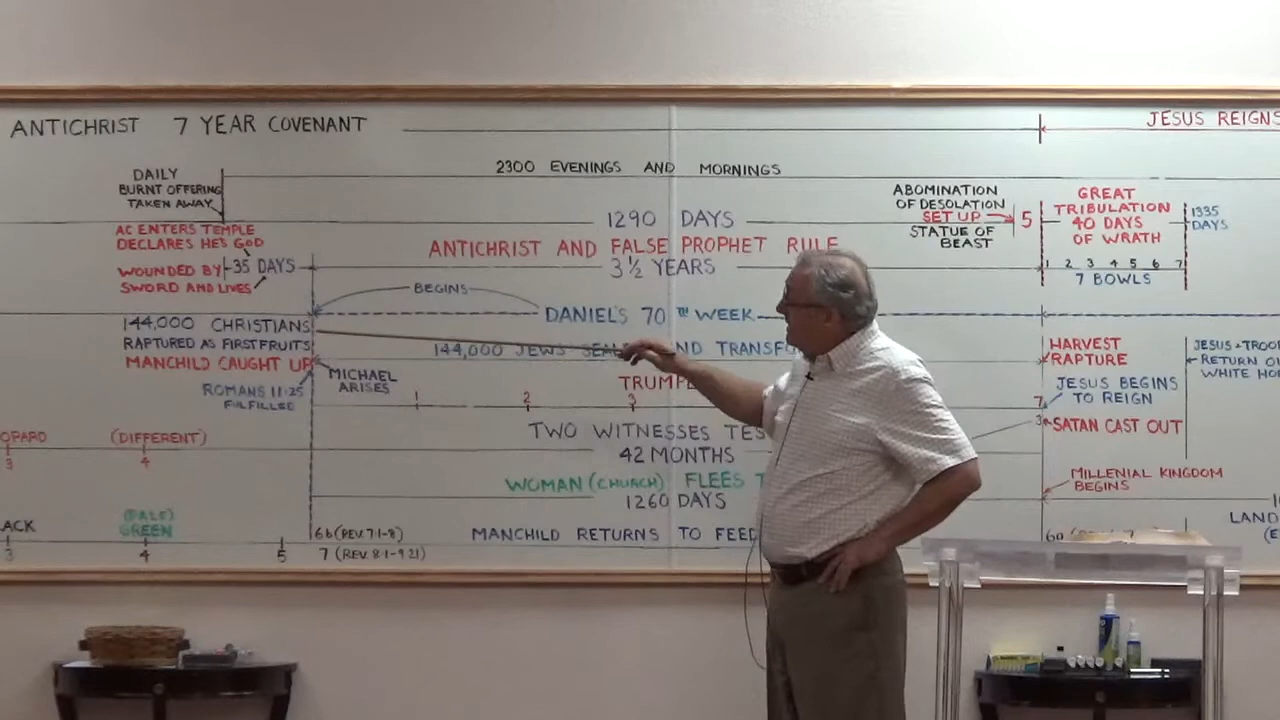 ANTICHRIST 7 YEAR COVENANT
JESUS REIGNS
DAILY
BURNT OFFERING
TAKEN AWAY
2300 EVENINGS AND MORNINGS
AC ENTERS TEMPLE
DECLARES HE'S GOD
1290 DAYS
ABOMINATION
OF DESOLATION
SET UP
STATUE OF
BEAST
5
GREAT
TRIBULATION
40 DAYS
OF WRATH
1335
DAYS
ANTICHRIST AND FALSE PROPHET RULE
WOUNDED BY
SWORD AND LIVES
35 DAYS
3½ YEARS
1 2 3 4 5 6 7
7 BOWLS
BEGINS
DANIEL'S 70TH WEEK
144,000 CHRISTIANS
RAPTURED AS FIRSTFRUITS
MANCHILD CAUGHT UP
144,000 JEWS
HARVEST
RAPTURE
JESUS
RETURN
WHITE
MICHAEL
ARISES
ROMANS 11:25
FULFILLED
1 2 3
7
JESUS BEGINS
TO REIGN
(DIFFERENT)
3 4
TWO WITNESSES
42 MONTHS
3
SATAN CAST OUT
WOMAN (CHURCH) FLEES
1260 DAYS
MILLENIAL KINGDOM
BEGINS
(PALE)
GREEN
3 4 5
6b (REV. 7:1-8)
7 (REV. 8:1-9:21)
MANCHILD RETURNS TO FEED
LAND